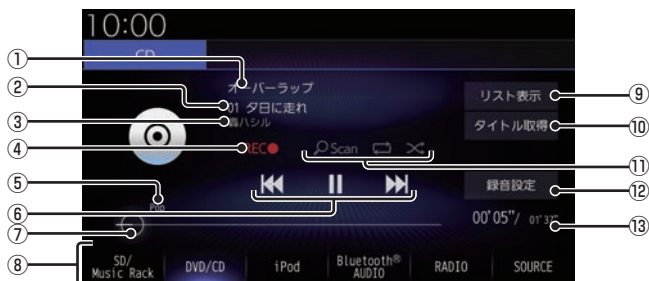 10:00
CD
① オーバーラップ
② 01 夕日に走れ
③ 轟ハシル
④ REC
Scan
⑤ Pop
⑥
⑦
⑧
リスト表示 ⑨
タイトル取得 ⑩
⑪
録音設定 ⑫
00'05"/ 01'37" ⑬
SD/
Music Rack
DVD/CD
iPod
Bluetooth®
AUDIO
RADIO
SOURCE